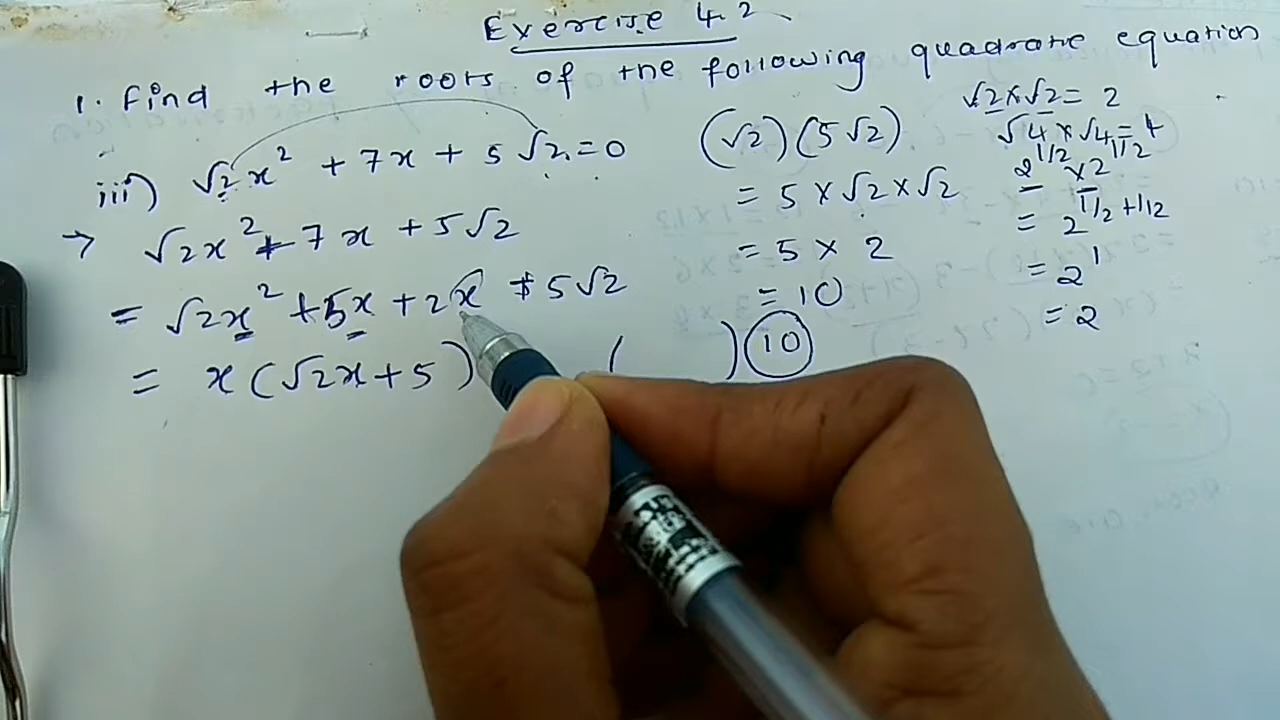 Exercise 4.2
1. Find the roots of the following quadratic equation
iii) √2x² + 7x + 5√2 = 0
→ √2x² + 7x + 5√2
= √2x² + 5x + 2x + 5√2
= x(√2x + 5) ( )
(√2)(5√2)
= 5 × √2 × √2
= 5 × 2
= 10
10
√2 × √2 = 2
√4 × √4 = 4
2^1/2 × 2^1/2
= 2^1/2 + 1/2
= 2^1
= 2